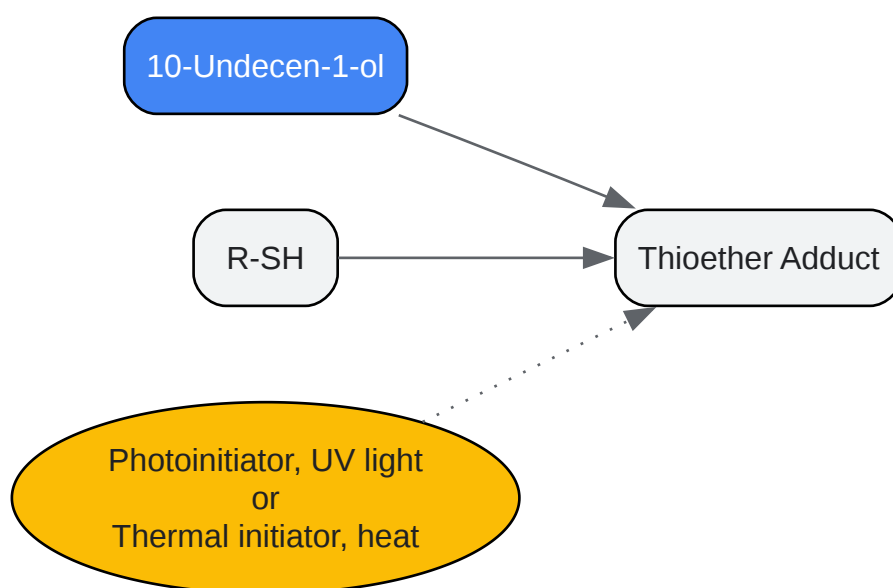 10-Undecen-1-ol
R-SH
Thioether Adduct
Photoinitiator, UV light
or
Thermal initiator, heat